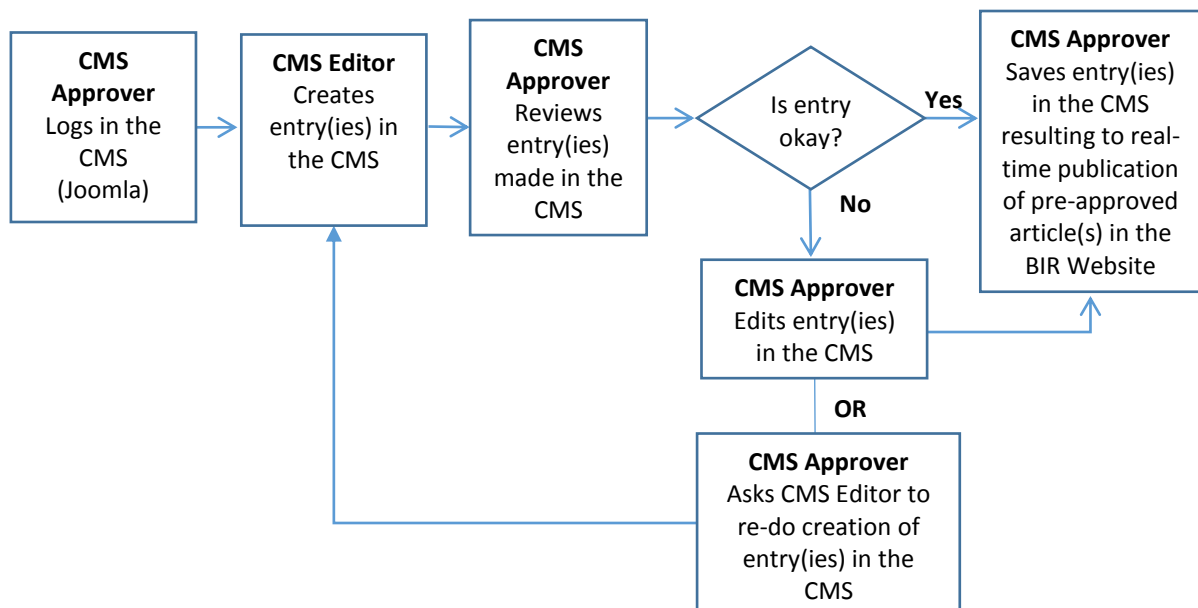 CMS
Approver
Logs in the
CMS
(Joomla)
CMS Editor
Creates
entry(ies) in
the CMS
CMS
Approver
Reviews
entry(ies)
made in the
CMS
Is entry
okay?
Yes
No
CMS Approver
Saves entry(ies)
in the CMS
resulting to real-
time publication
of pre-approved
article(s) in the
BIR Website
CMS Approver
Edits entry(ies)
in the CMS
OR
CMS Approver
Asks CMS Editor to
re-do creation of
entry(ies) in the
CMS